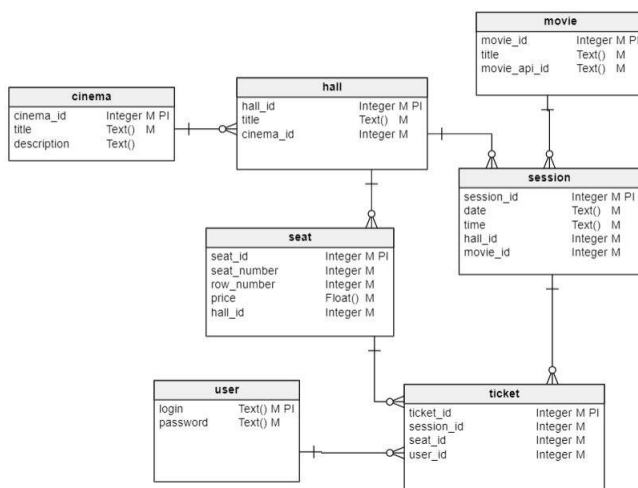 movie
movie_id Integer M PI
title Text() M
movie_api_id Text() M
cinema
cinema_id Integer M PI
title Text() M
description Text()
hall
hall_id Integer M PI
title Text() M
cinema_id Integer M
session
session_id Integer M PI
date Text() M
time Text() M
hall_id Integer M
movie_id Integer M
seat
seat_id Integer M PI
seat_number Integer M
row_number Integer M
price Float() M
hall_id Integer M
user
login Text() M PI
password Text() M
ticket
ticket_id Integer M PI
session_id Integer M
seat_id Integer M
user_id Integer M